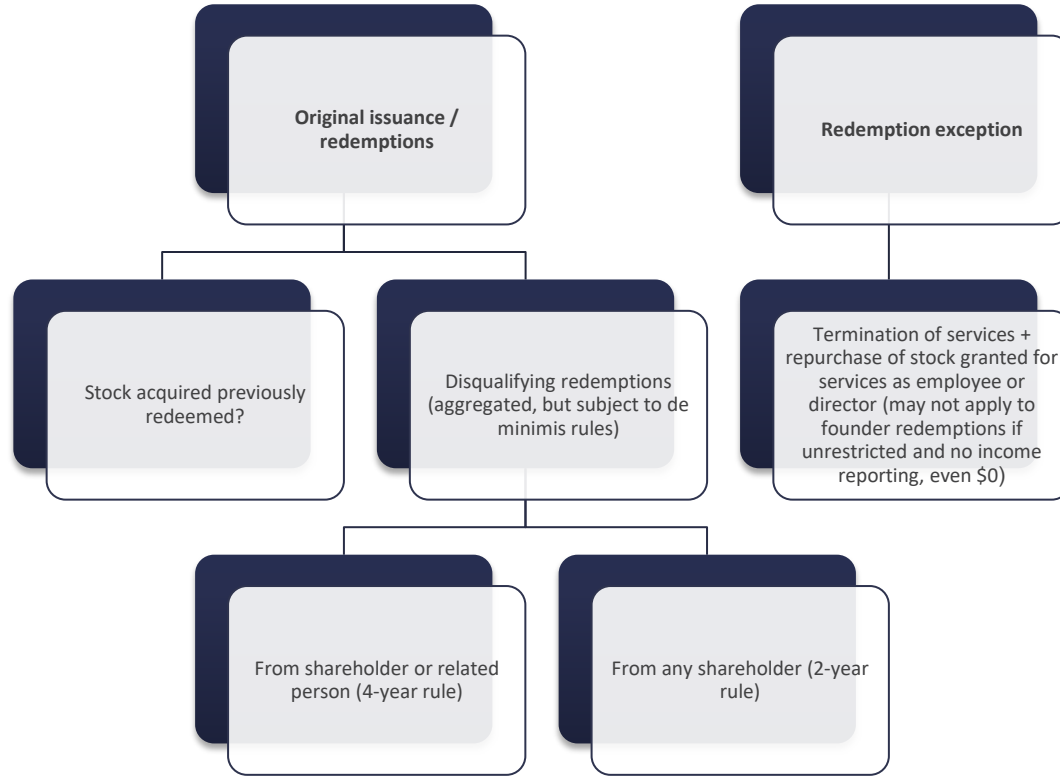 Original issuance /
redemptions
Redemption exception
Stock acquired previously
redeemed?
Disqualifying redemptions
(aggregated, but subject to de
minimis rules)
Termination of services +
repurchase of stock granted for
services as employee or
director (may not apply to
founder redemptions if
unrestricted and no income
reporting, even $0)
From shareholder or related
person (4-year rule)
From any shareholder (2-year
rule)